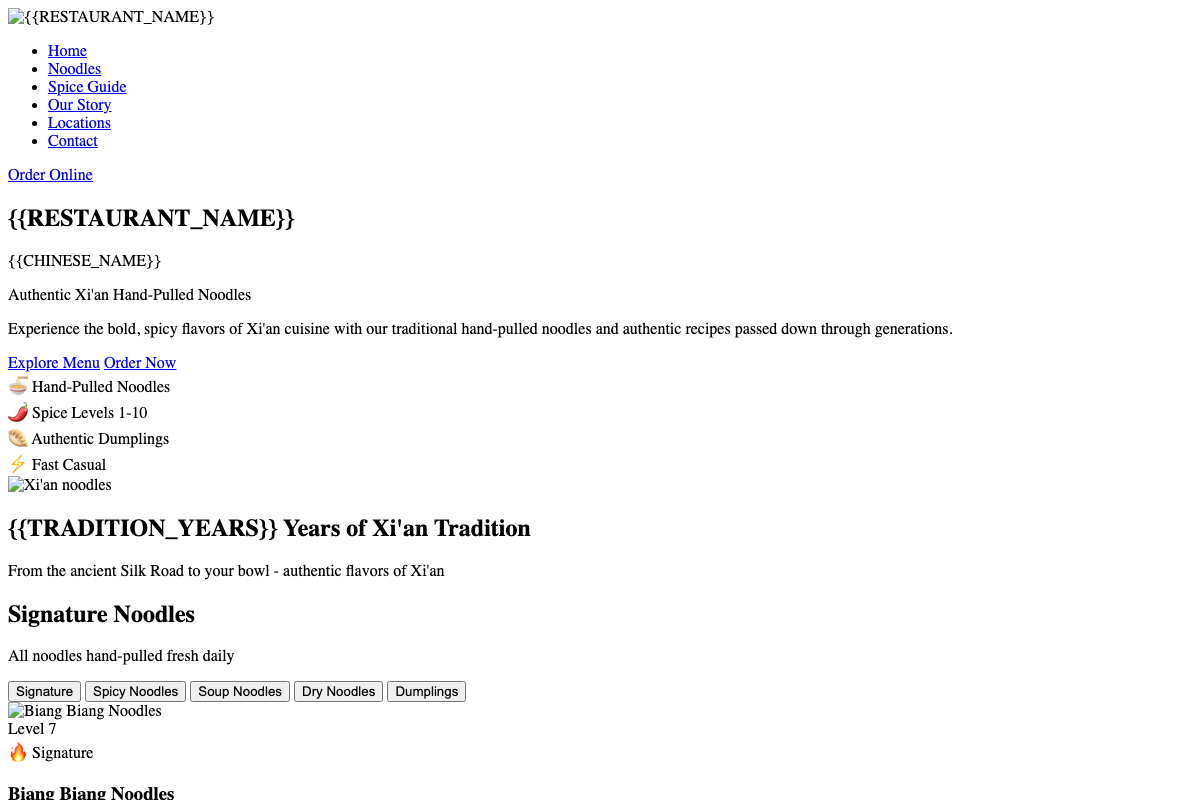 {{RESTAURANT_NAME}}
Home
Noodles
Spice Guide
Our Story
Locations
Contact
Order Online
{{RESTAURANT_NAME}}
{{CHINESE_NAME}}
Authentic Xi'an Hand-Pulled Noodles
Experience the bold, spicy flavors of Xi'an cuisine with our traditional hand-pulled noodles and authentic recipes passed down through generations.
Explore Menu Order Now
🍜 Hand-Pulled Noodles
🌶️ Spice Levels 1-10
🥟 Authentic Dumplings
⚡ Fast Casual
Xi'an noodles
{{TRADITION_YEARS}} Years of Xi'an Tradition
From the ancient Silk Road to your bowl - authentic flavors of Xi'an
Signature Noodles
All noodles hand-pulled fresh daily
Signature Spicy Noodles Soup Noodles Dry Noodles Dumplings
Biang Biang Noodles
Level 7
🔥 Signature
Biang Biang Noodles